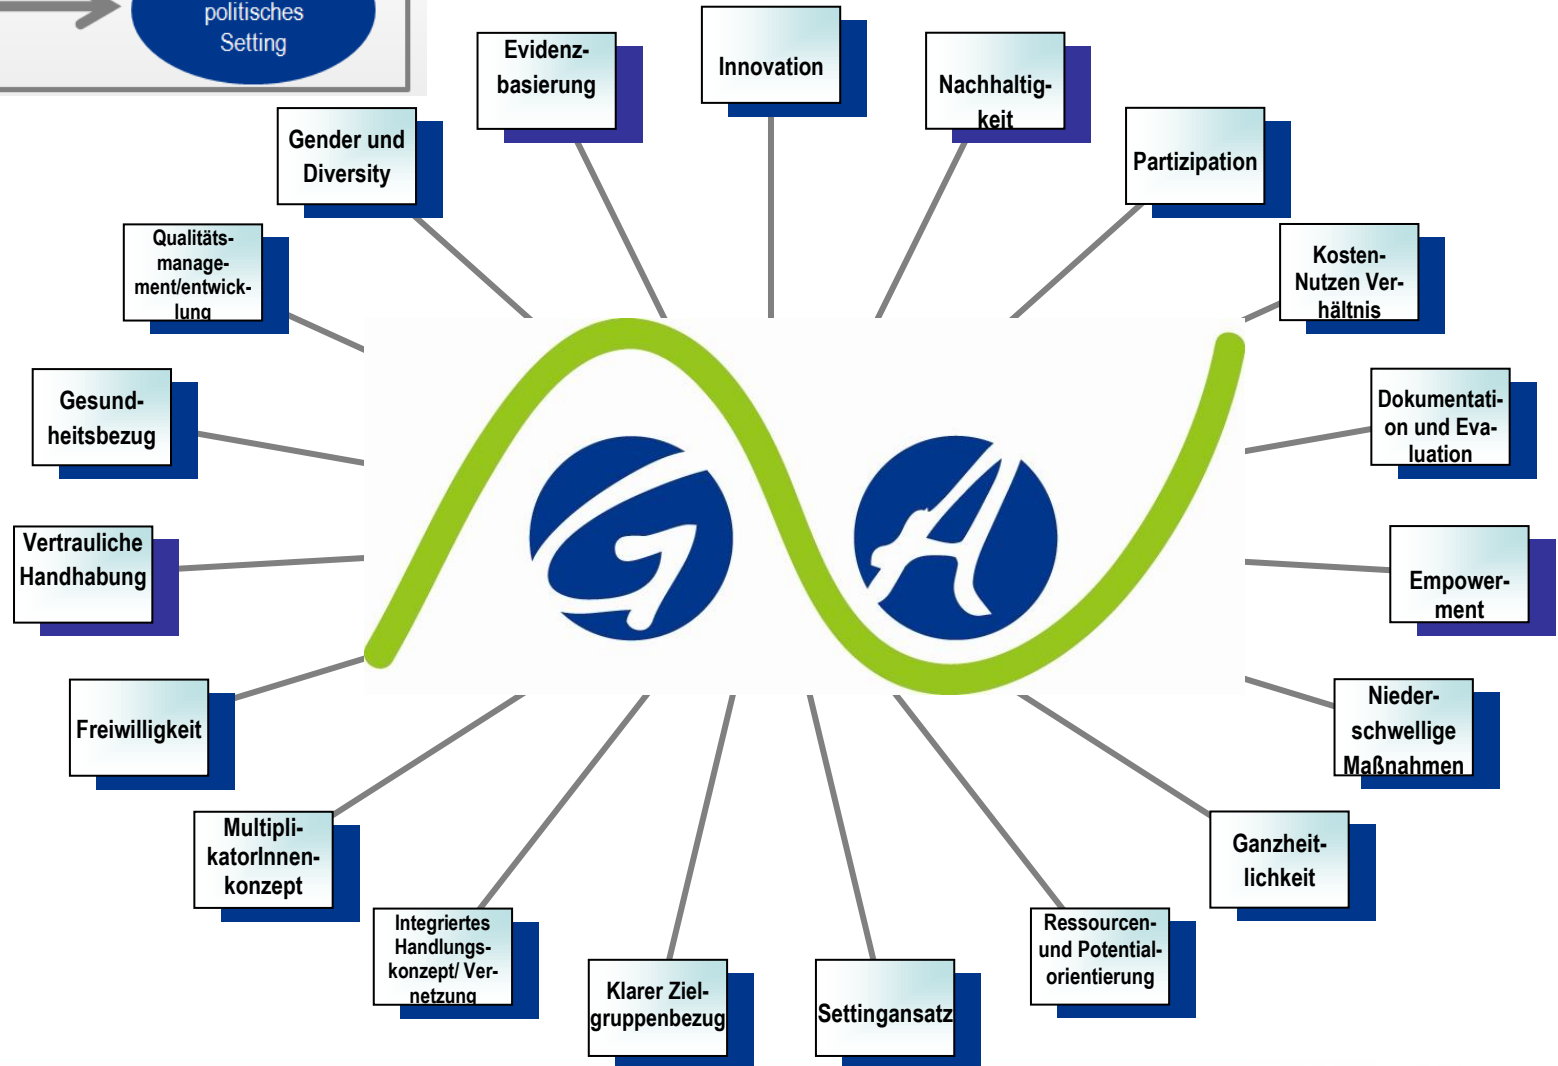 politisches
Setting
Evidenz-
basierung
Innovation
Nachhaltig-
keit
Gender und
Diversity
Partizipation
Qualitäts-
manage-
ment/entwick-
lung
Kosten-
Nutzen Ver-
hältnis
Gesund-
heitsbezug
Dokumentati-
on und Eva-
luation
Vertrauliche
Handhabung
G A
Empower-
ment
Freiwilligkeit
Nieder-
schwellige
Maßnahmen
Multipli-
katorInnen-
konzept
Ganzheit-
lichkeit
Integriertes
Handlungs-
konzept/ Ver-
netzung
Ressourcen-
und Potential-
orientierung
Klarer Ziel-
gruppenbezug
Settingansatz